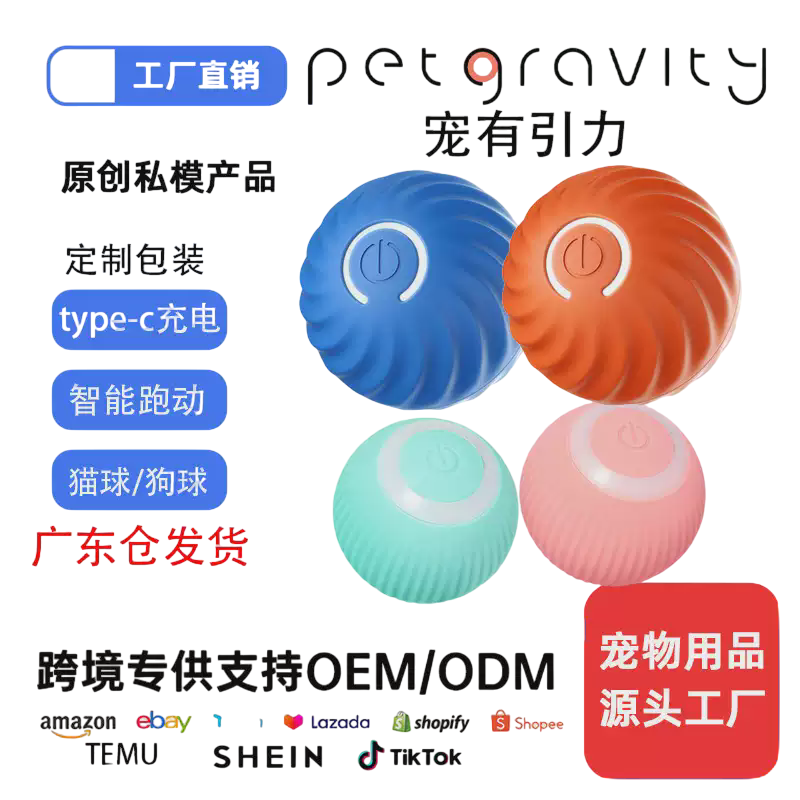 工厂直销
petgravity
宠有引力
原创私模产品
定制包装
type-c充电
智能跑动
猫球/狗球
广东仓发货
宠物用品
源头工厂
跨境专供支持OEM/ODM
amazon ebay Lazada shopify Shopee
TEMU SHEIN TikTok